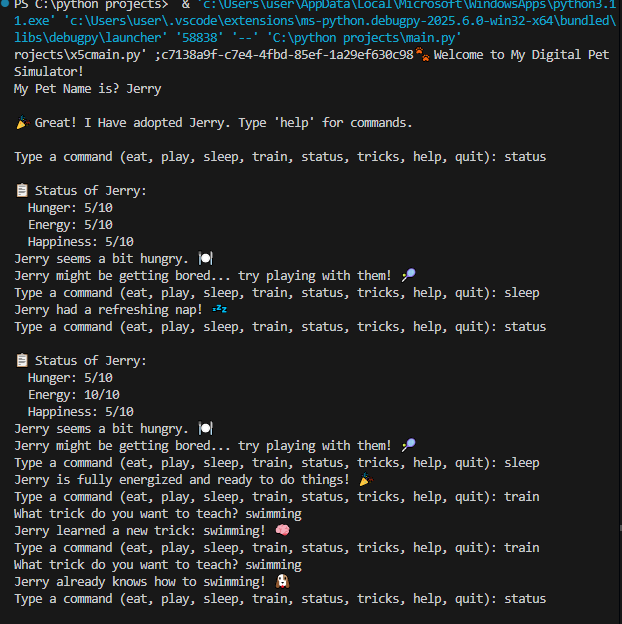 PS C:\python projects>  & 'c:\Users\user\AppData\Local\Microsoft\WindowsApps\python3.1
1.exe' 'c:\Users\user\.vscode\extensions\ms-python.debugpy-2025.6.0-win32-x64\bundled\
libs\debugpy\launcher' '58838' '--' 'C:\python projects\main.py'
rojects\x5cmain.py' ;c7138a9f-c7e4-4fbd-85ef-1a29ef630c98🐾 Welcome to My Digital Pet
Simulator!
My Pet Name is? Jerry
🎉 Great! I Have adopted Jerry. Type 'help' for commands.
Type a command (eat, play, sleep, train, status, tricks, help, quit): status
📋 Status of Jerry:
Hunger: 5/10
Energy: 5/10
Happiness: 5/10
Jerry seems a bit hungry. 🍽️
Jerry might be getting bored... try playing with them! 🎾
Type a command (eat, play, sleep, train, status, tricks, help, quit): sleep
Jerry had a refreshing nap! 💤
Type a command (eat, play, sleep, train, status, tricks, help, quit): status
📋 Status of Jerry:
Hunger: 5/10
Energy: 10/10
Happiness: 5/10
Jerry seems a bit hungry. 🍽️
Jerry might be getting bored... try playing with them! 🎾
Type a command (eat, play, sleep, train, status, tricks, help, quit): sleep
Jerry is fully energized and ready to do things! 🎉
Type a command (eat, play, sleep, train, status, tricks, help, quit): train
What trick do you want to teach? swimming
Jerry learned a new trick: swimming! 🧠
Type a command (eat, play, sleep, train, status, tricks, help, quit): train
What trick do you want to teach? swimming
Jerry already knows how to swimming! 🐶
Type a command (eat, play, sleep, train, status, tricks, help, quit): status